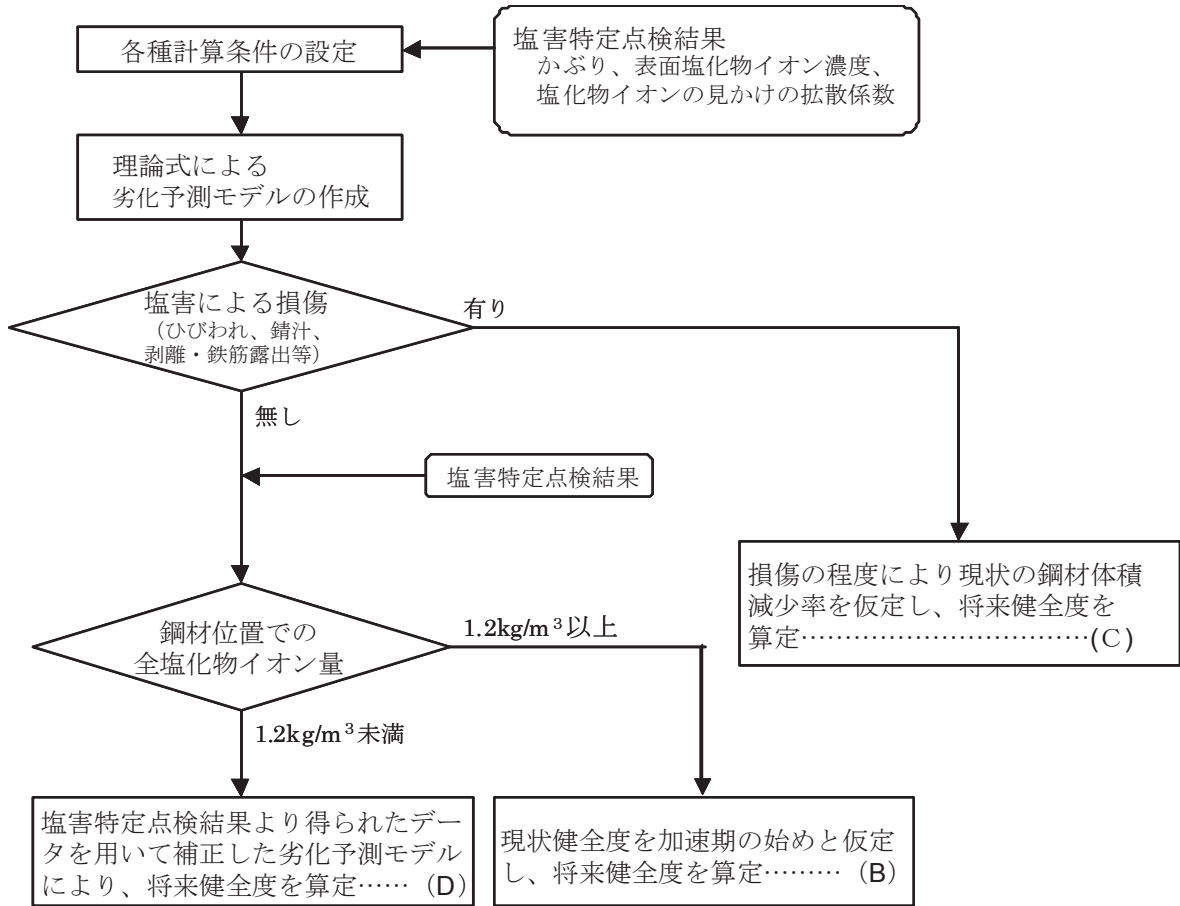 各種計算条件の設定
塩害特定点検結果
かぶり、表面塩化物イオン濃度、
塩化物イオンの見かけの拡散係数
理論式による
劣化予測モデルの作成
塩害による損傷
(ひびわれ、錆汁、
剥離・鉄筋露出等)
有り
無し
塩害特定点検結果
損傷の程度により現状の鋼材体積
減少率を仮定し、将来健全度を
算定………………………………(C)
鋼材位置での
全塩化物イオン量
1.2kg/m³以上
1.2kg/m³未満
塩害特定点検結果より得られたデー
タを用いて補正した劣化予測モデル
により、将来健全度を算定……(D)
現状健全度を加速期の始めと仮定
し、将来健全度を算定………(B)